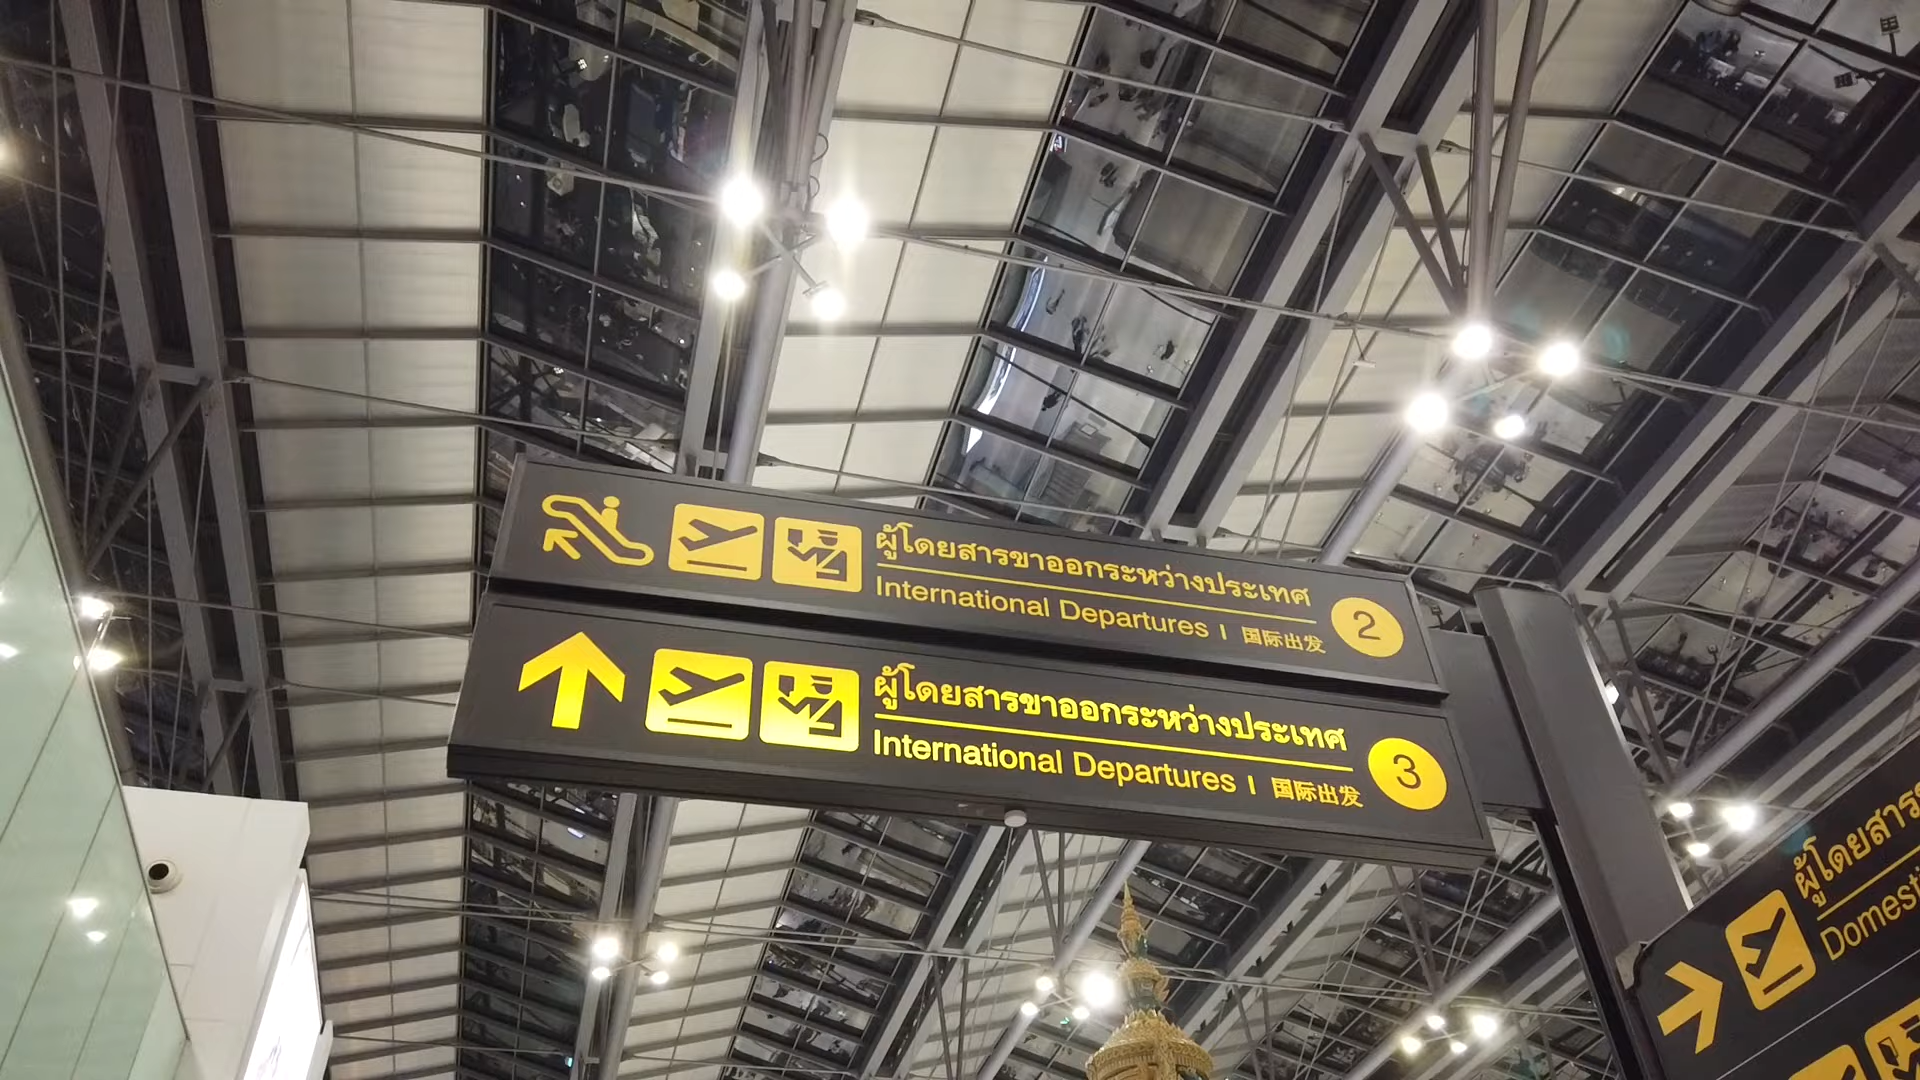 ผู้โดยสารขาออกระหว่างประเทศ
International Departures | 国际出发
2
ผู้โดยสารขาออกระหว่างประเทศ
International Departures | 国际出发
3
ผู้โดยสาร